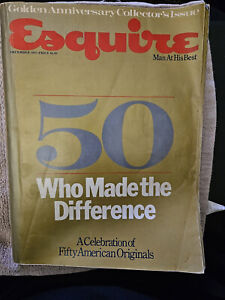 Golden Anniversary Collector's Issue
Esquire
Man At His Best
50
Who Made the
Difference
A Celebration of
Fifty American Originals